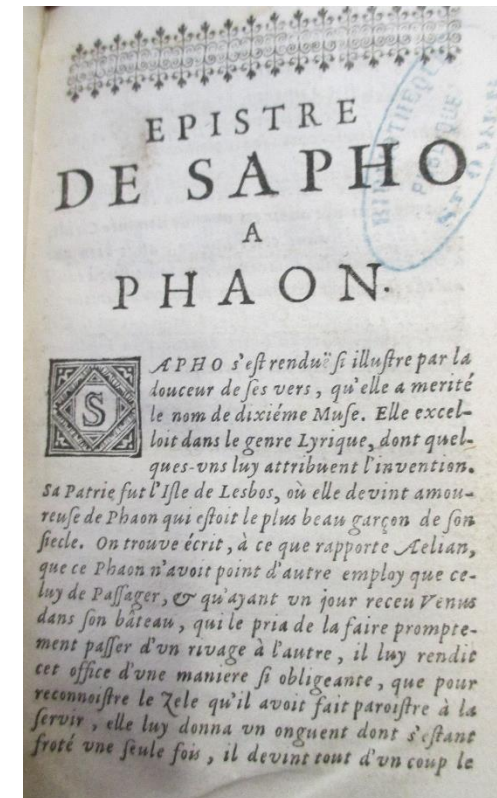 EPISTRE
DE SAPHO
A
PHAON.
SAPHO s'eſt renduë ſi illuſtre par la
douceur de ſes vers, qu'elle a merité
le nom de dixiéme Muſe. Elle excel-
loit dans le genre Lyrique, dont quel-
ques-vns luy attribuent l'invention.
Sa Patrie fut l'Iſle de Lesbos, où elle devint amou-
reuſe de Phaon qui eſtoit le plus beau garçon de ſon
ſiecle. On trouve écrit, à ce que rapporte Ælian,
que ce Phaon n'avoit point d'autre employ que ce-
luy de Paſſager, & qu'ayant vn jour receu Venus
dans ſon bâteau, qui le pria de la faire prompte-
ment paſſer d'vn rivage à l'autre, il luy rendit
cet office d'vne maniere ſi obligeante, que pour
reconnoiſtre le Zele qu'il avoit fait paroiſtre à la
ſervir, elle luy donna vn onguent dont s'eſtant
froté vne ſeule fois, il devint tout d'vn coup le